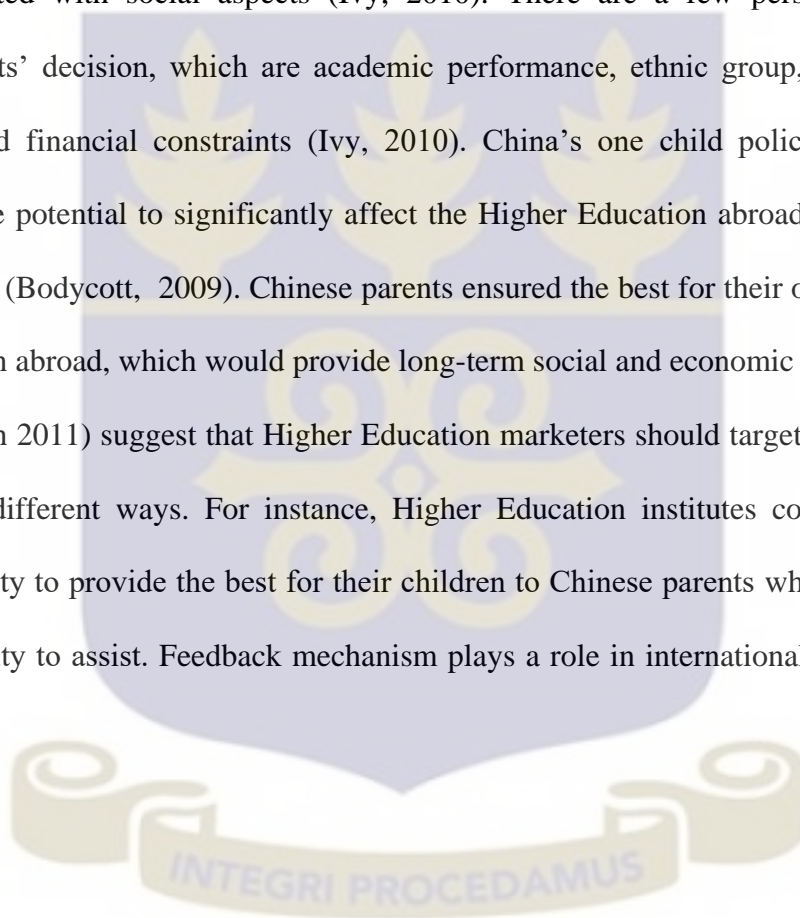 ted with social aspects (Ivy, 2010). There are a few pers
ts’ decision, which are academic performance, ethnic group,
d financial constraints (Ivy, 2010). China’s one child polic
e potential to significantly affect the Higher Education abroad
(Bodycott, 2009). Chinese parents ensured the best for their o
n abroad, which would provide long-term social and economic
n 2011) suggest that Higher Education marketers should target
different ways. For instance, Higher Education institutes co
ty to provide the best for their children to Chinese parents wh
ty to assist. Feedback mechanism plays a role in international
INTEGRI PROCEDAMUS